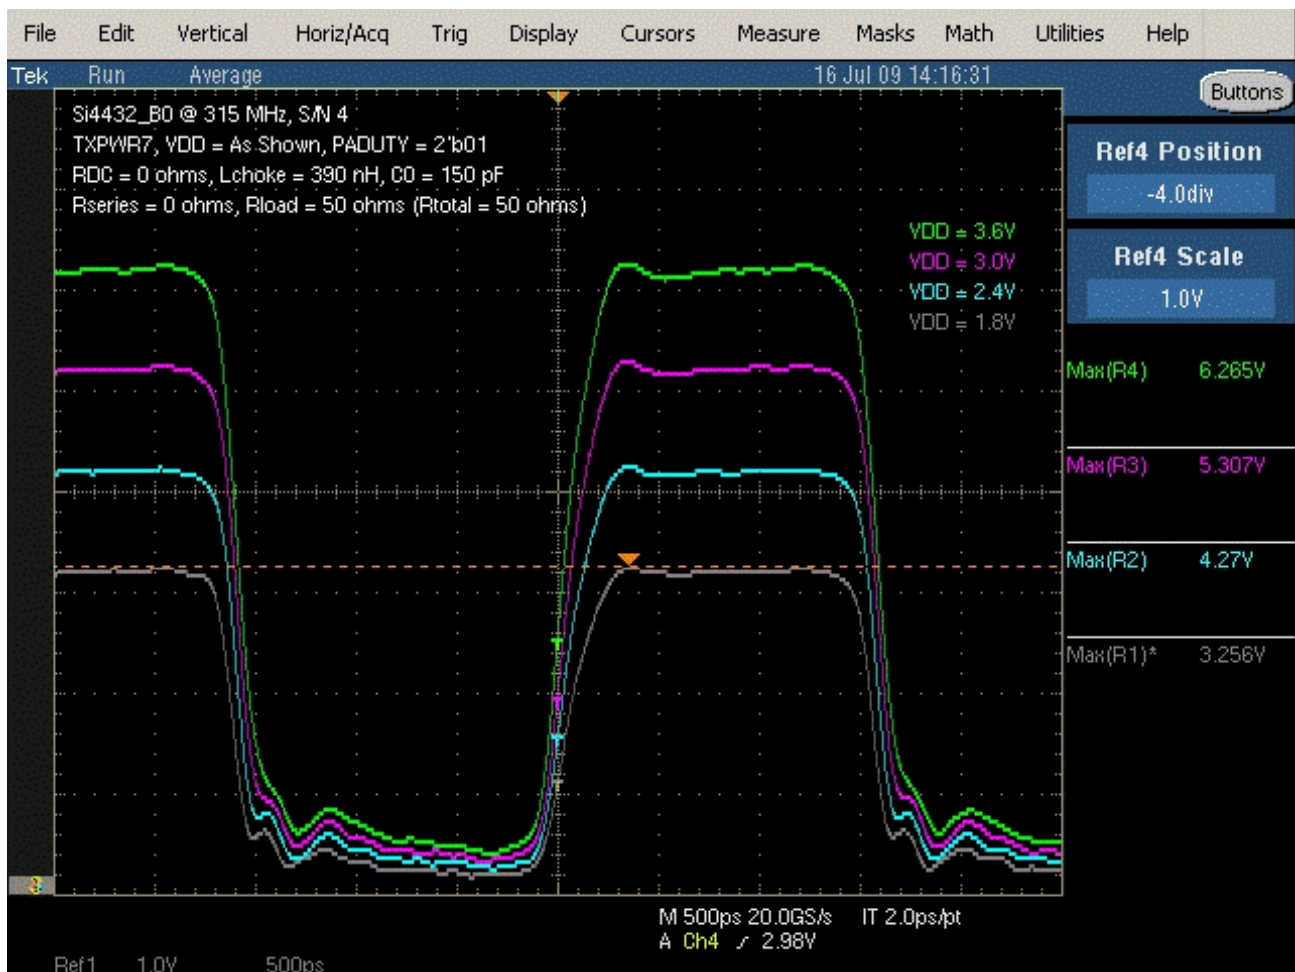 File Edit Vertical Horiz/Acq Trig Display Cursors Measure Masks Math Utilities Help
Tek Run Average 16 Jul 09 14:16:31
Buttons
Si4432_B0 @ 315 MHz, S/N 4
TXPWR7, VDD = As Shown, PADUTY = 2'b01
RDC = 0 ohms, Lchoke = 390 nH, C0 = 150 pF
Rseries = 0 ohms, Rload = 50 ohms (Rtotal = 50 ohms)
VDD = 3.6V
VDD = 3.0V
VDD = 2.4V
VDD = 1.8V
Ref4 Position
-4.0div
Ref4 Scale
1.0V
Max(R4) 6.265V
Max(R3) 5.307V
Max(R2) 4.27V
Max(R1)* 3.256V
M 500ps 20.0GS/s IT 2.0ps/pt
A Ch4 / 2.98V
Ref1 1.0V 500ps